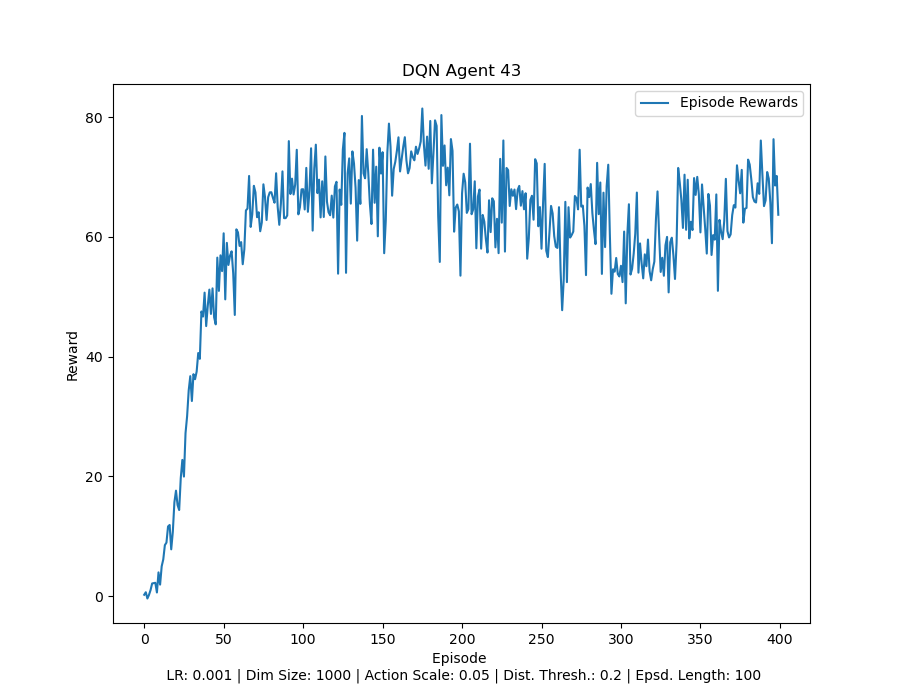 DQN Agent 43
Episode Rewards
80
60
40
20
0
Reward
0 50 100 150 200 250 300 350 400
Episode
LR: 0.001 | Dim Size: 1000 | Action Scale: 0.05 | Dist. Thresh.: 0.2 | Epsd. Length: 100